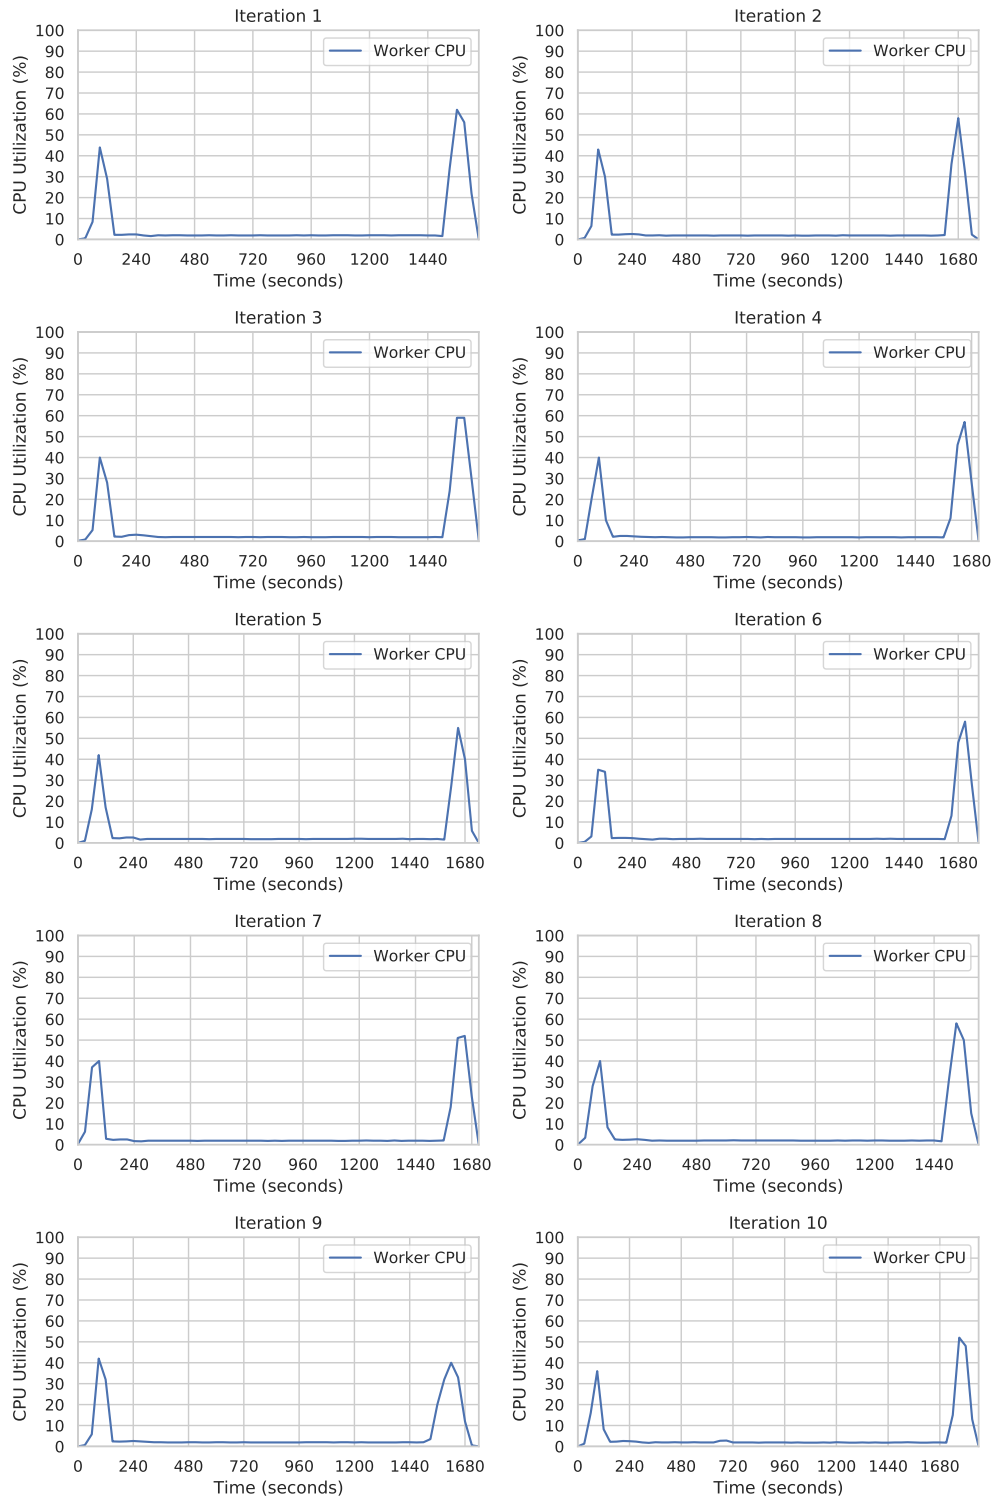 Iteration 1
Worker CPU
CPU Utilization (%)
100
90
80
70
60
50
40
30
20
10
0
0 240 480 720 960 1200 1440
Time (seconds)
Iteration 2
Worker CPU
CPU Utilization (%)
100
90
80
70
60
50
40
30
20
10
0
0 240 480 720 960 1200 1440 1680
Time (seconds)
Iteration 3
Worker CPU
CPU Utilization (%)
100
90
80
70
60
50
40
30
20
10
0
0 240 480 720 960 1200 1440
Time (seconds)
Iteration 4
Worker CPU
CPU Utilization (%)
100
90
80
70
60
50
40
30
20
10
0
0 240 480 720 960 1200 1440 1680
Time (seconds)
Iteration 5
Worker CPU
CPU Utilization (%)
100
90
80
70
60
50
40
30
20
10
0
0 240 480 720 960 1200 1440 1680
Time (seconds)
Iteration 6
Worker CPU
CPU Utilization (%)
100
90
80
70
60
50
40
30
20
10
0
0 240 480 720 960 1200 1440 1680
Time (seconds)
Iteration 7
Worker CPU
CPU Utilization (%)
100
90
80
70
60
50
40
30
20
10
0
0 240 480 720 960 1200 1440 1680
Time (seconds)
Iteration 8
Worker CPU
CPU Utilization (%)
100
90
80
70
60
50
40
30
20
10
0
0 240 480 720 960 1200 1440
Time (seconds)
Iteration 9
Worker CPU
CPU Utilization (%)
100
90
80
70
60
50
40
30
20
10
0
0 240 480 720 960 1200 1440 1680
Time (seconds)
Iteration 10
Worker CPU
CPU Utilization (%)
100
90
80
70
60
50
40
30
20
10
0
0 240 480 720 960 1200 1440 1680
Time (seconds)